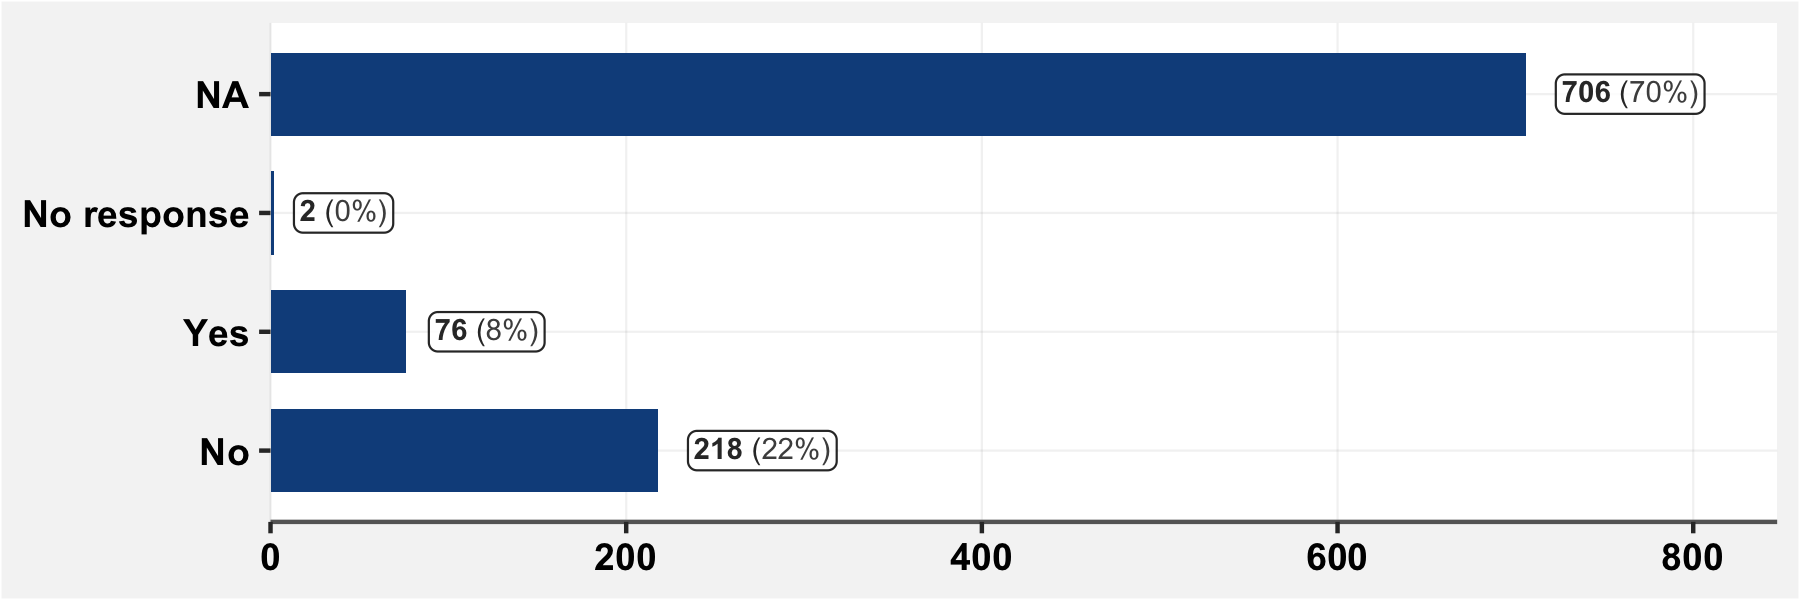 NA
706 (70%)
No response
2 (0%)
Yes
76 (8%)
No
218 (22%)
0 200 400 600 800